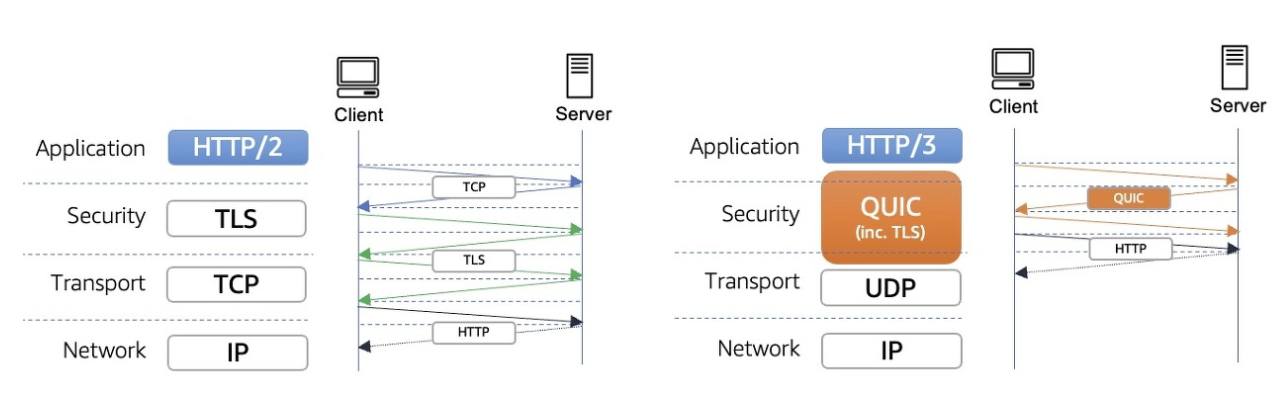 Client
Server
Application
HTTP/2
TCP
Security
TLS
TLS
Transport
TCP
HTTP
Network
IP
Client
Server
Application
HTTP/3
Security
QUIC
(inc. TLS)
QUIC
HTTP
Transport
UDP
Network
IP